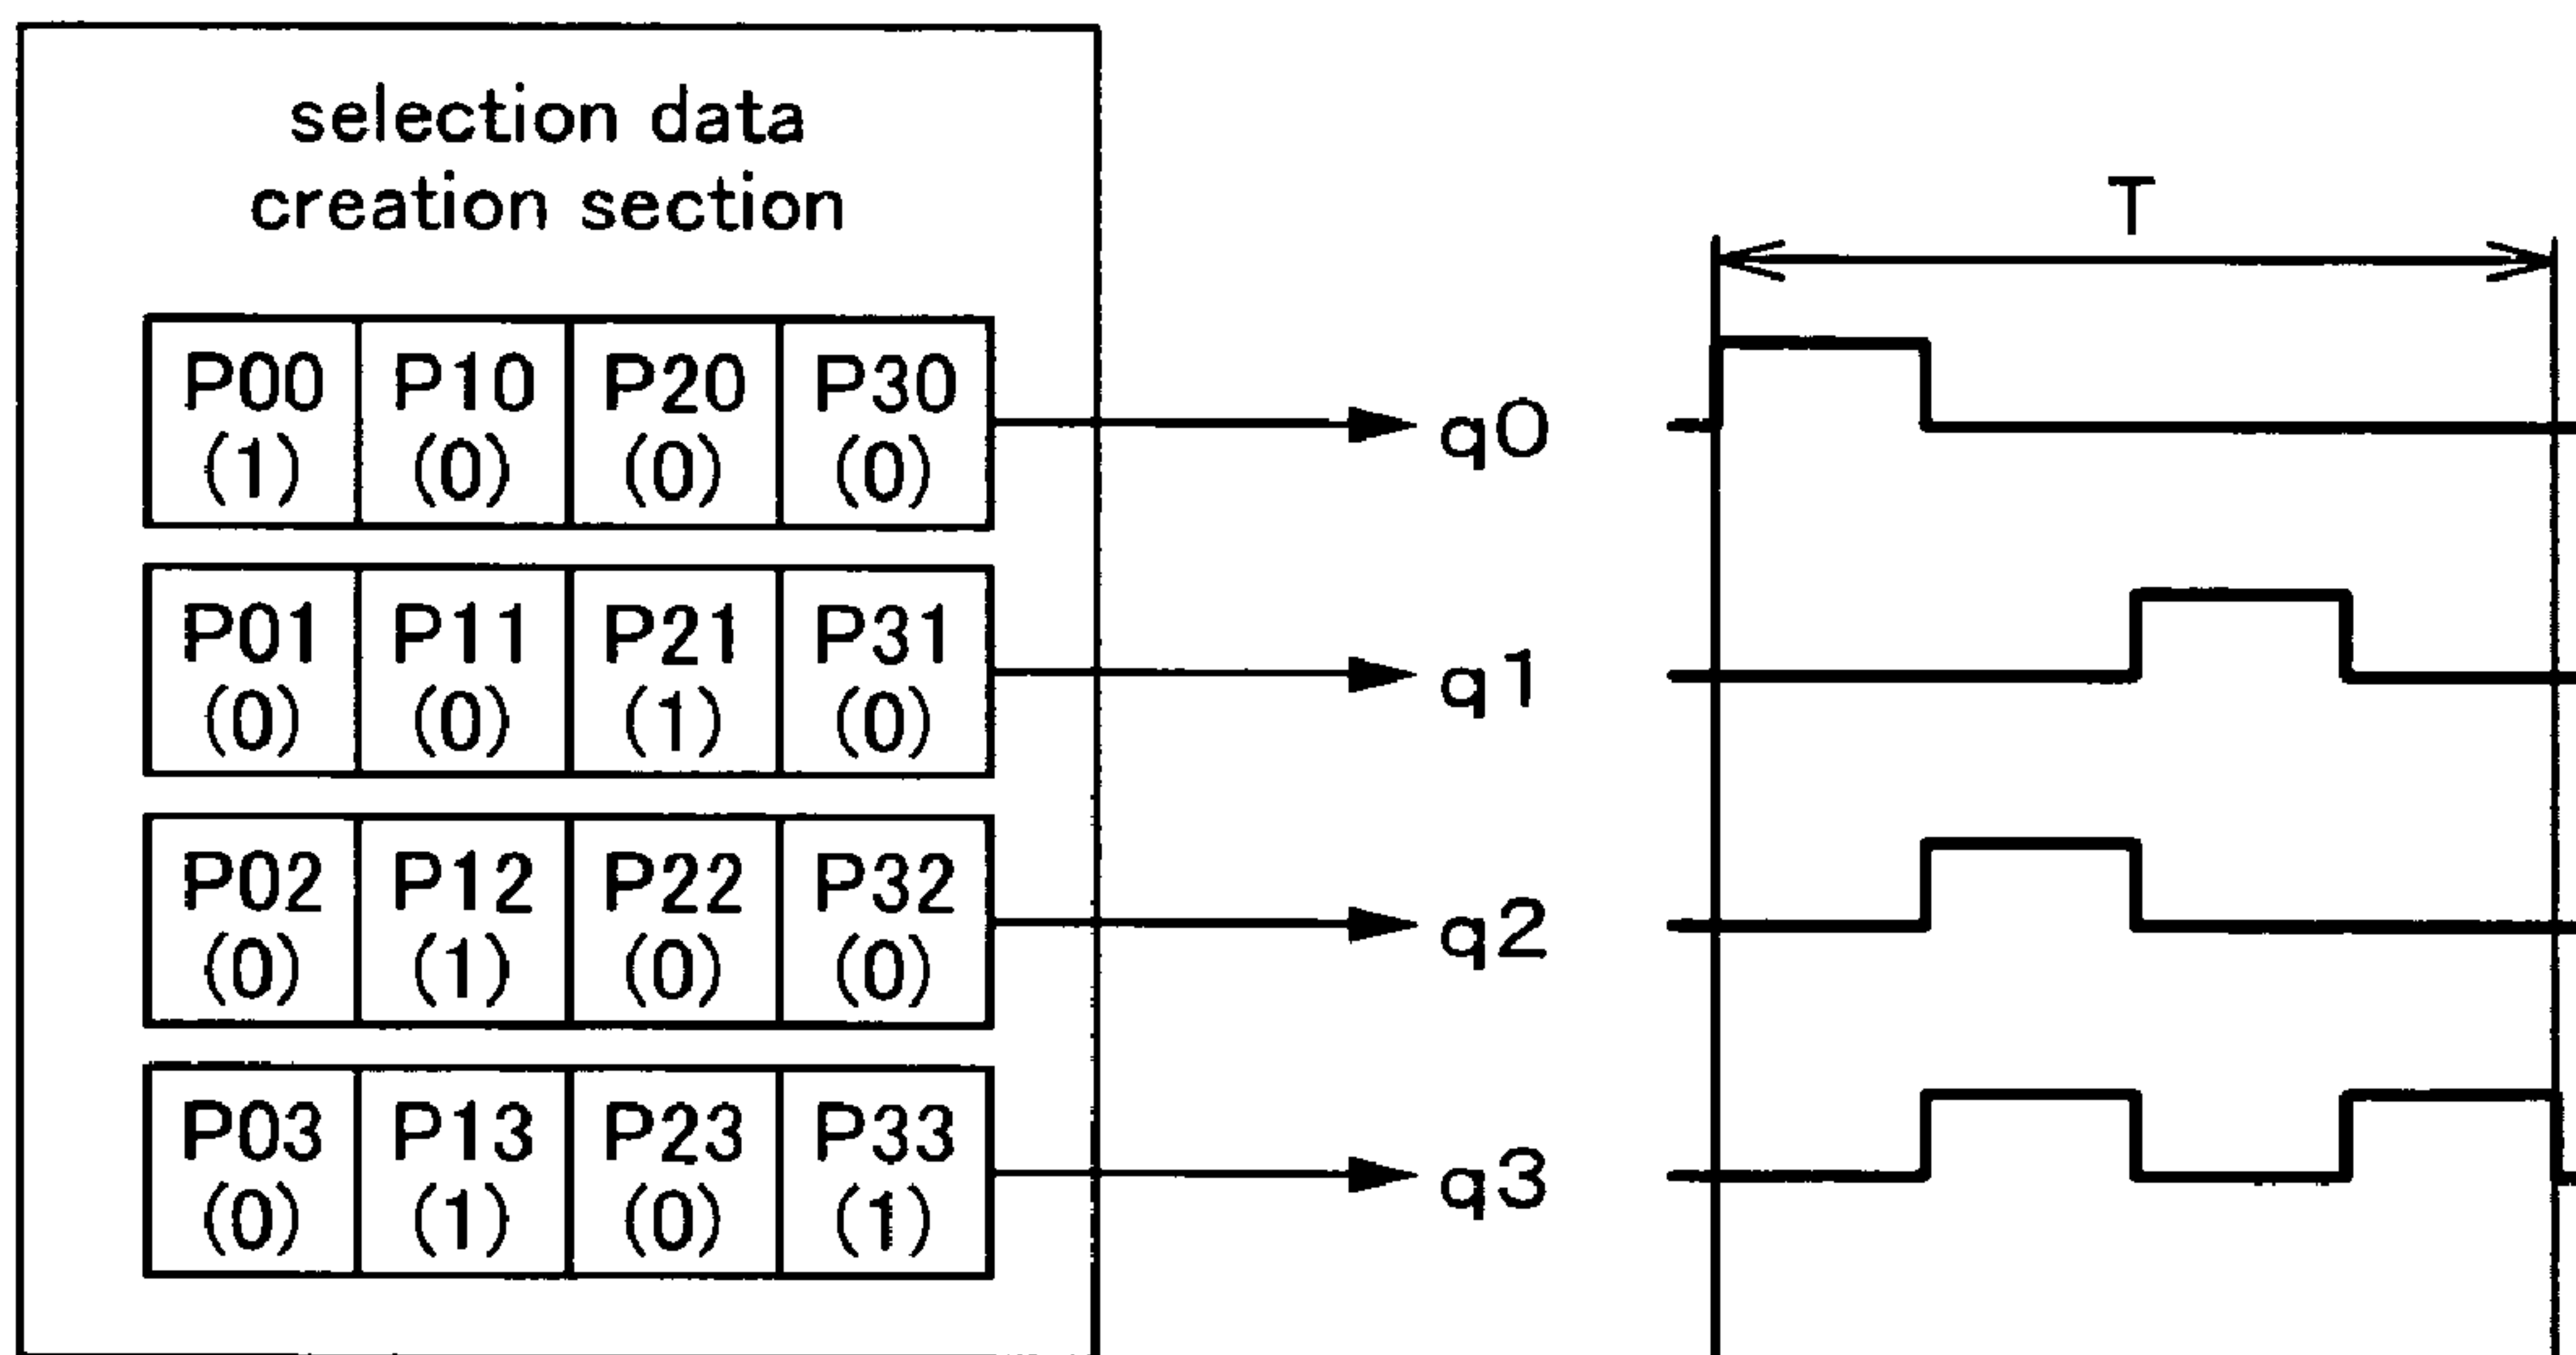 selection data
creation section
T
P00 P10 P20 P30
(1) (0) (0) (0)
q0
P01 P11 P21 P31
(0) (0) (1) (0)
q1
P02 P12 P22 P32
(0) (1) (0) (0)
q2
P03 P13 P23 P33
(0) (1) (0) (1)
q3